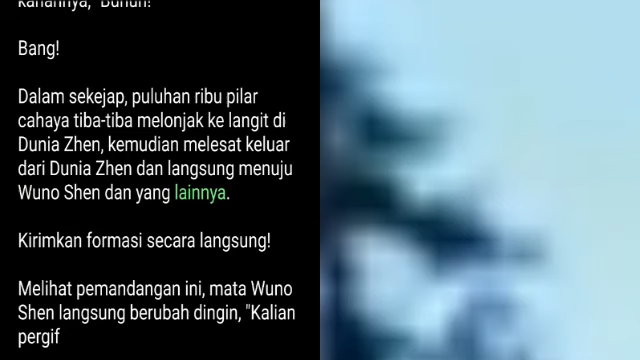 Bang!
Dalam sekejap, puluhan ribu pilar
cahaya tiba-tiba melonjak ke langit di
Dunia Zhen, kemudian melesat keluar
dari Dunia Zhen dan langsung menuju
Wuno Shen dan yang lainnya.
Kirimkan formasi secara langsung!
Melihat pemandangan ini, mata Wuno
Shen langsung berubah dingin, "Kalian
pergif